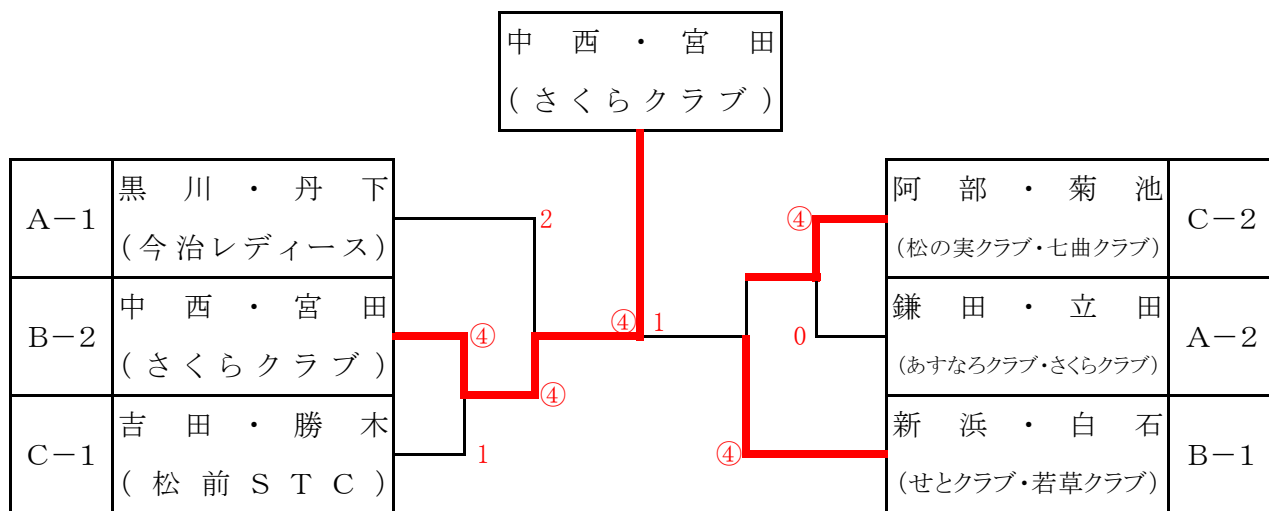 中西・宮田
(さくらクラブ)
A－1
黒川・丹下
(今治レディース)
2
B－2
中西・宮田
(さくらクラブ)
④
④
C－1
吉田・勝木
(松前STC)
1
④
1
④
阿部・菊池
(松の実クラブ・七曲クラブ)
C－2
0
鎌田・立田
(あすなろクラブ・さくらクラブ)
A－2
④
新浜・白石
(せとクラブ・若草クラブ)
B－1